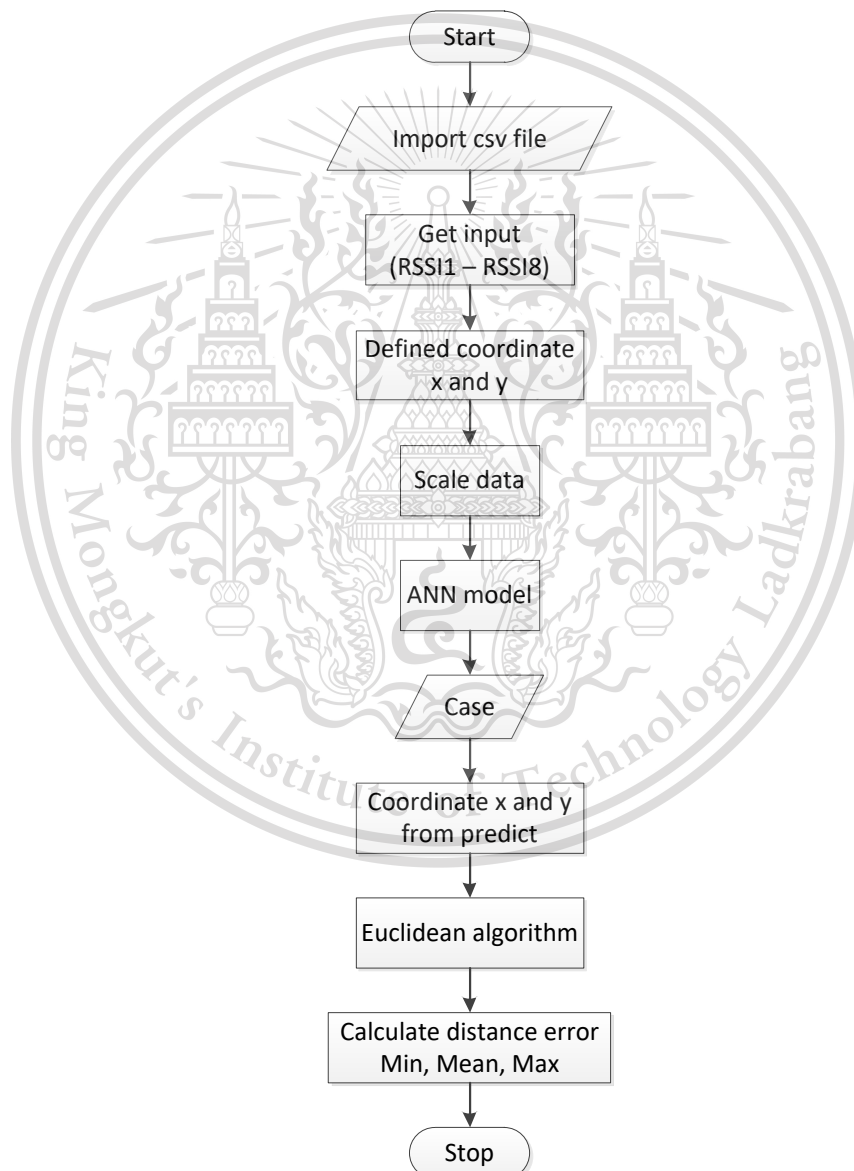 Start
Import csv file
Get input
(RSSI1 – RSSI8)
Defined coordinate
x and y
Scale data
ANN model
Case
Coordinate x and y
from predict
Euclidean algorithm
Calculate distance error
Min, Mean, Max
Stop
King Mongkut's Institute of Technology Ladkrabang